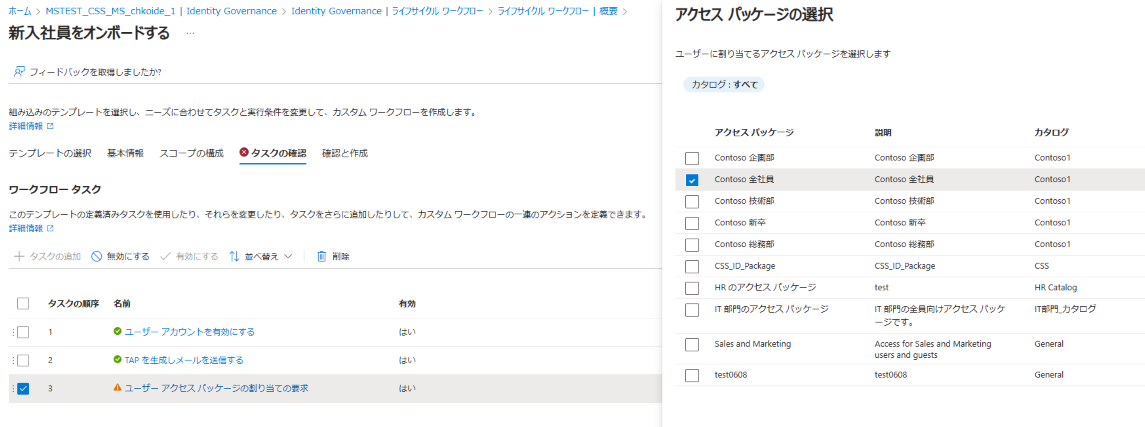 ホーム > MSTEST_CSS_MS_chkoide_1 | Identity Governance > Identity Governance | ライフサイクル ワークフロー > ライフサイクル ワークフロー | 概要 >
新入社員をオンボードする ...
フィードバックを取得しましたか?
組み込みのテンプレートを選択し、ニーズに合わせてタスクと実行条件を変更して、カスタム ワークフローを作成します。
詳細情報
テンプレートの選択 基本情報 スコープの構成 タスクの確認 確認と作成
ワークフロー タスク
このテンプレートの定義済みタスクを使用したり、それらを変更したり、タスクをさらに追加したりして、カスタム ワークフローの一連のアクションを定義できます。
詳細情報
タスクの追加 無効にする 有効にする 並べ替え 削除
タスクの順序 名前 有効
1 ユーザー アカウントを有効にする はい
2 TAP を生成しメールを送信する はい
3 ユーザー アクセス パッケージの割り当ての要求 はい
アクセス パッケージの選択
ユーザーに割り当てるアクセス パッケージを選択します
カタログ : すべて
アクセス パッケージ 説明 カタログ
Contoso 企画部 Contoso 企画部 Contoso1
Contoso 全社員 Contoso 全社員 Contoso1
Contoso 技術部 Contoso 技術部 Contoso1
Contoso 新卒 Contoso 新卒 Contoso1
Contoso 総務部 Contoso 総務部 Contoso1
CSS_ID_Package CSS_ID_Package CSS
HR のアクセス パッケージ test HR Catalog
IT 部門のアクセス パッケージ IT 部門の全員向けアクセス パッケ IT部門_カタログ
ージです。
Sales and Marketing Access for Sales and Marketing General
users and guests
test0608 test0608 General